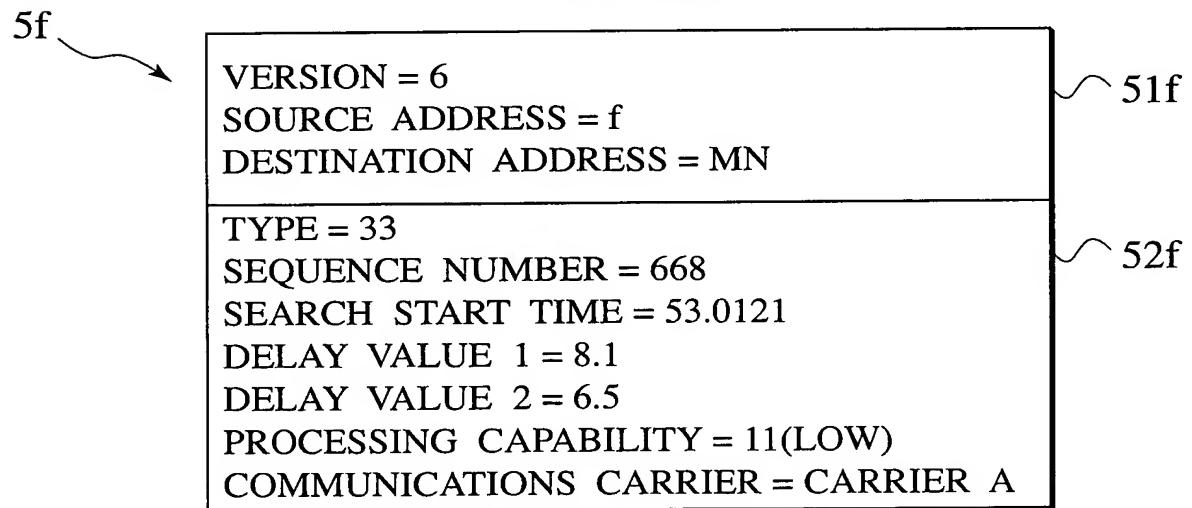 5f
VERSION = 6
SOURCE ADDRESS = f
DESTINATION ADDRESS = MN
51f
TYPE = 33
SEQUENCE NUMBER = 668
SEARCH START TIME = 53.0121
DELAY VALUE 1 = 8.1
DELAY VALUE 2 = 6.5
PROCESSING CAPABILITY = 11(LOW)
COMMUNICATIONS CARRIER = CARRIER A
52f